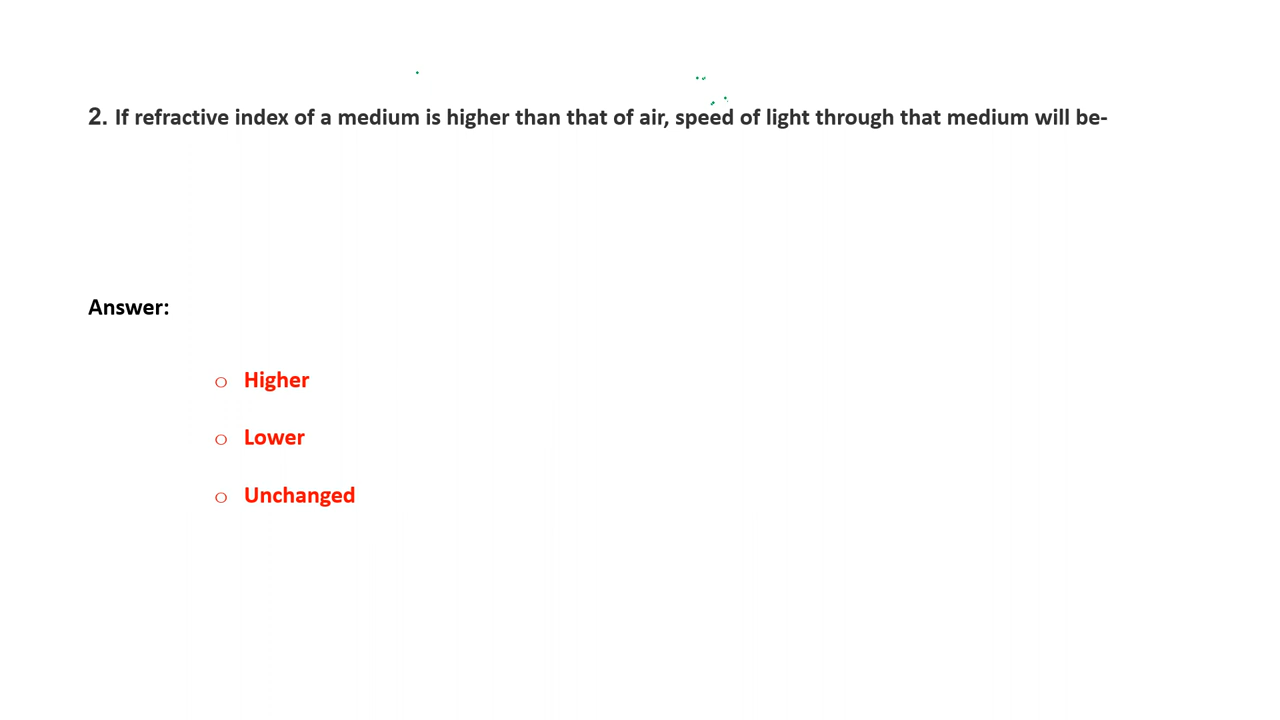 2. If refractive index of a medium is higher than that of air, speed of light through that medium will be-
Answer:
o Higher
o Lower
o Unchanged